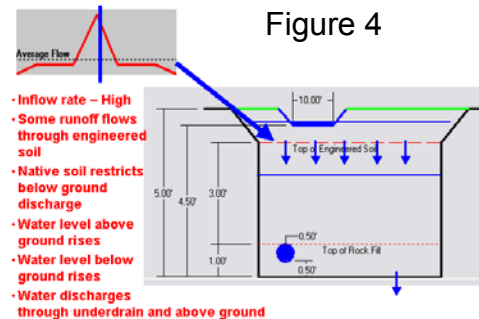 Figure 4
Average Flow
· Inflow rate – High
· Some runoff flows
through engineered
soil
· Native soil restricts
below ground
discharge
· Water level above
ground rises
· Water level below
ground rises
· Water discharges
through underdrain and above ground
10.00'
Top of Engineered Soil
5.00'
4.50'
3.00'
0.50'
Top of Rock Fill
1.00'
0.50'